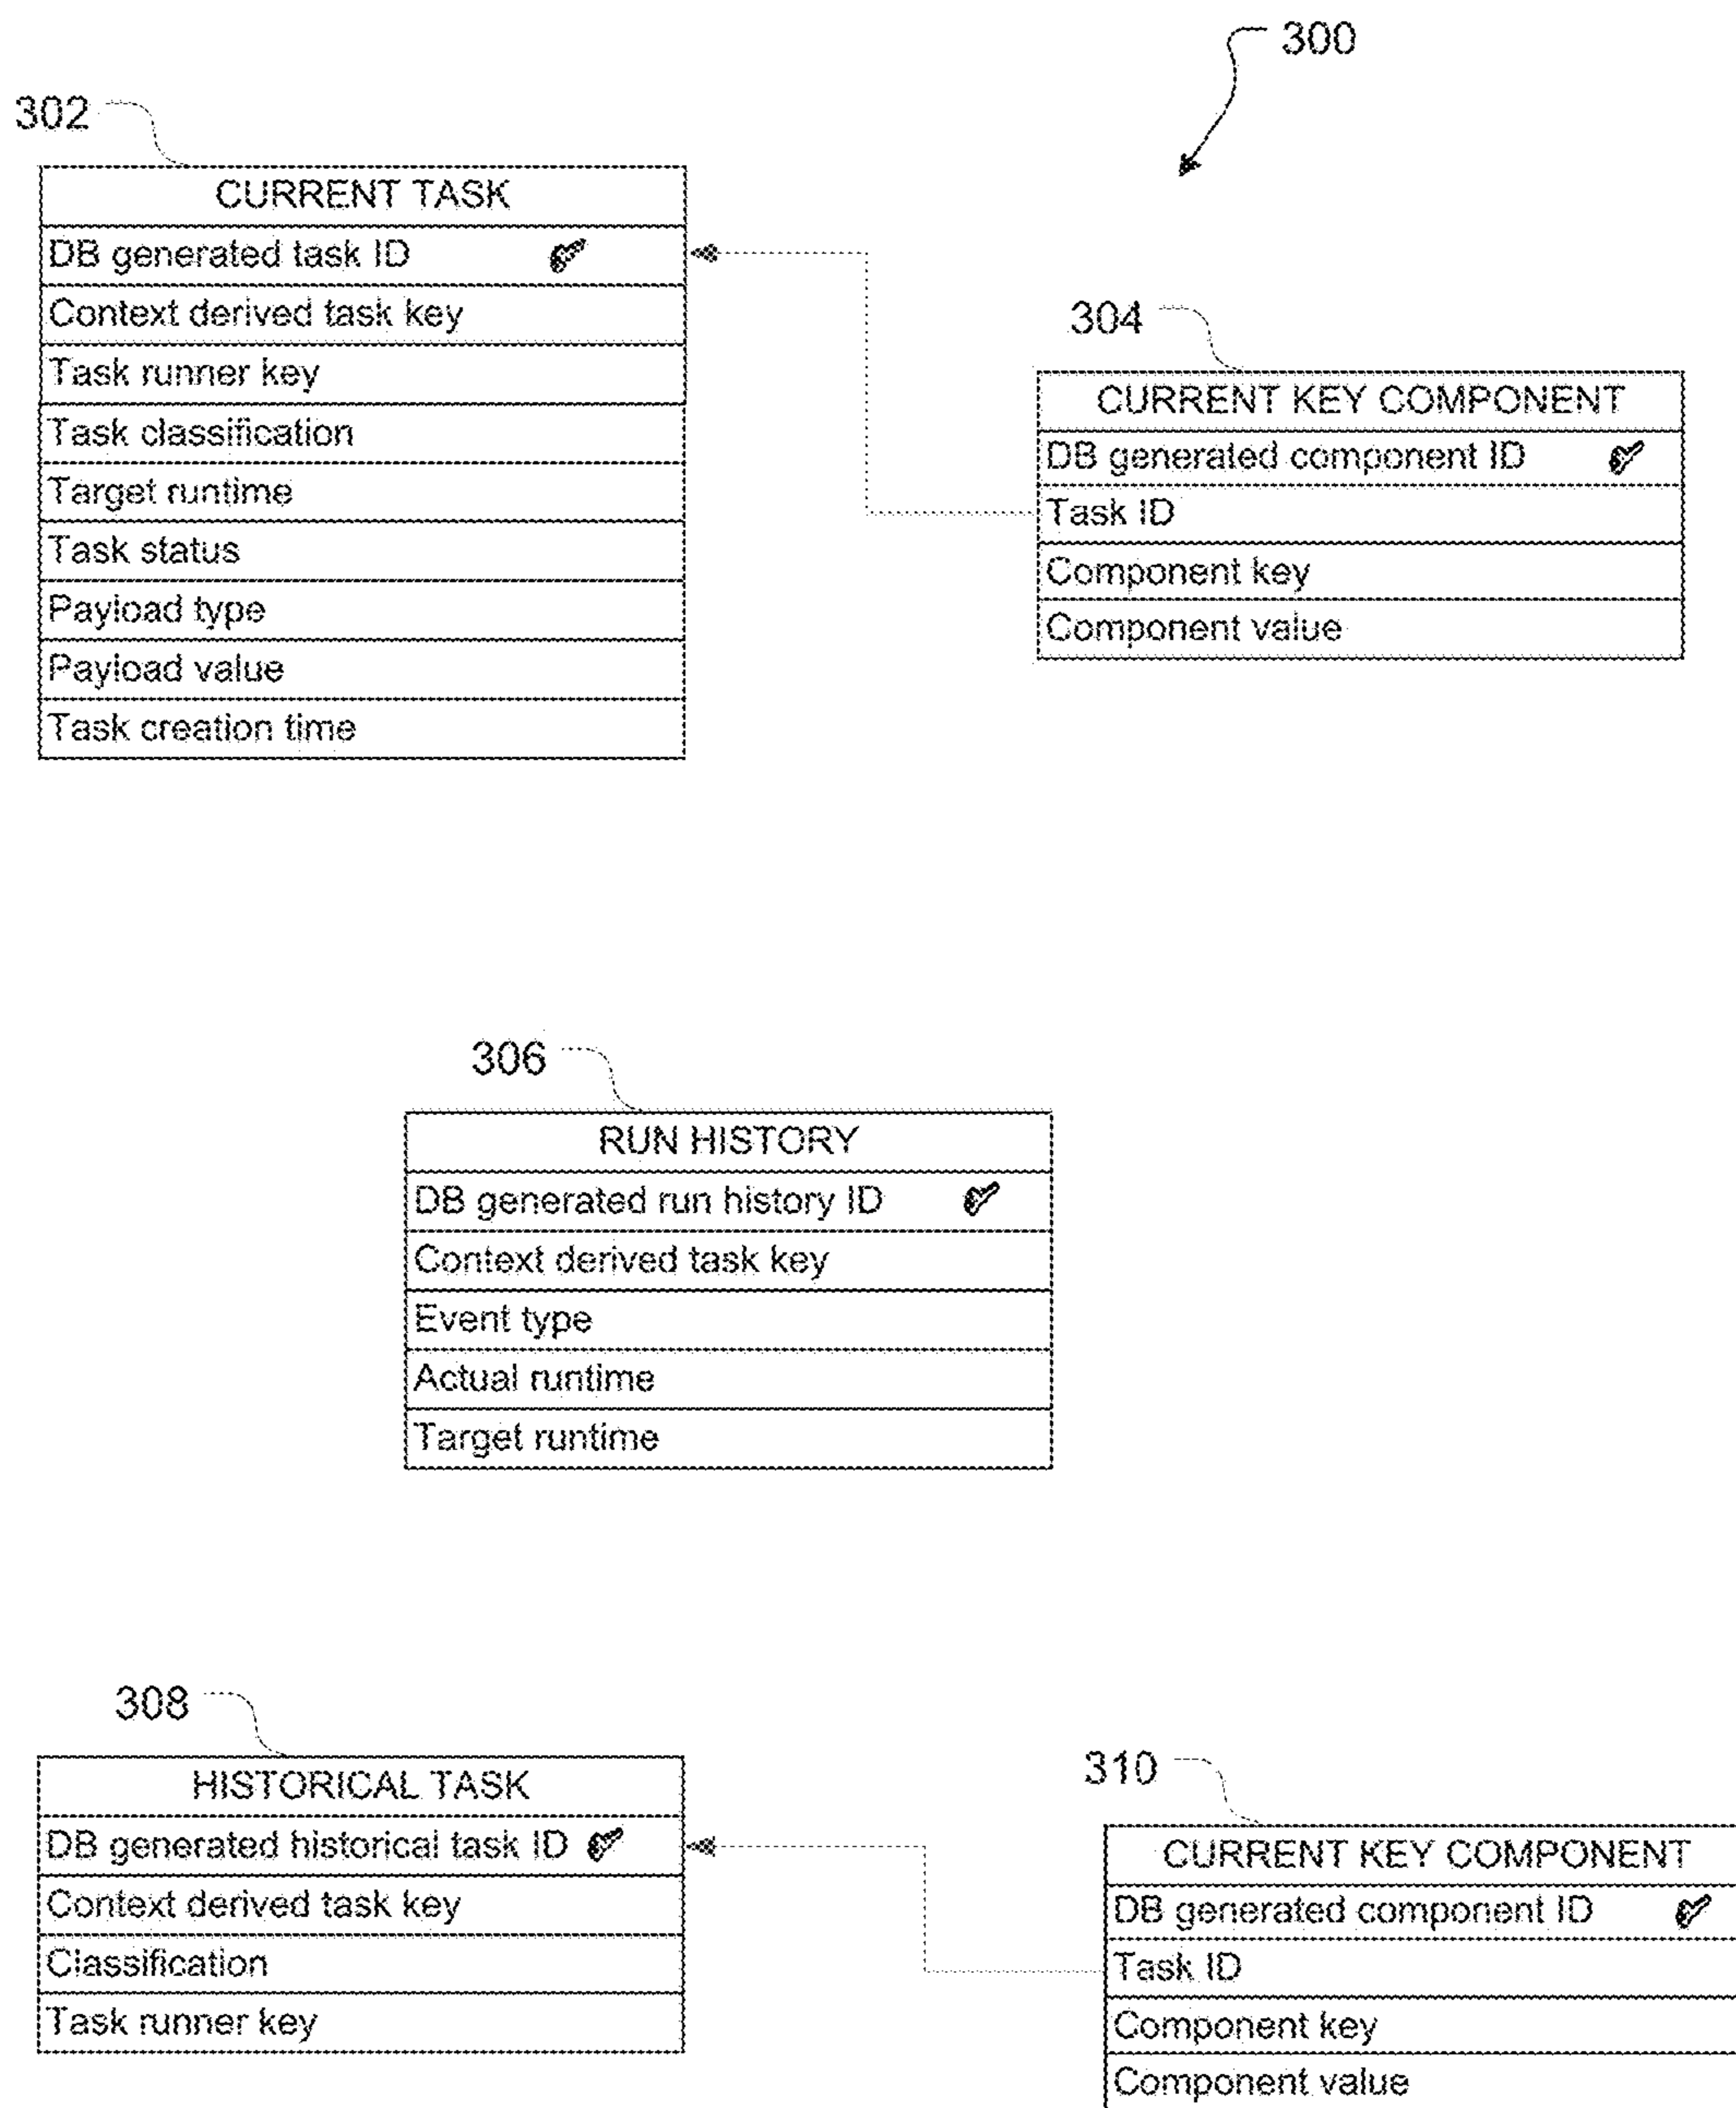 300
302
CURRENT TASK
DB generated task ID
Context derived task key
Task runner key
Task classification
Target runtime
Task status
Payload type
Payload value
Task creation time
304
CURRENT KEY COMPONENT
DB generated component ID
Task ID
Component key
Component value
306
RUN HISTORY
DB generated run history ID
Context derived task key
Event type
Actual runtime
Target runtime
308
HISTORICAL TASK
DB generated historical task ID
Context derived task key
Classification
Task runner key
310
CURRENT KEY COMPONENT
DB generated component ID
Task ID
Component key
Component value